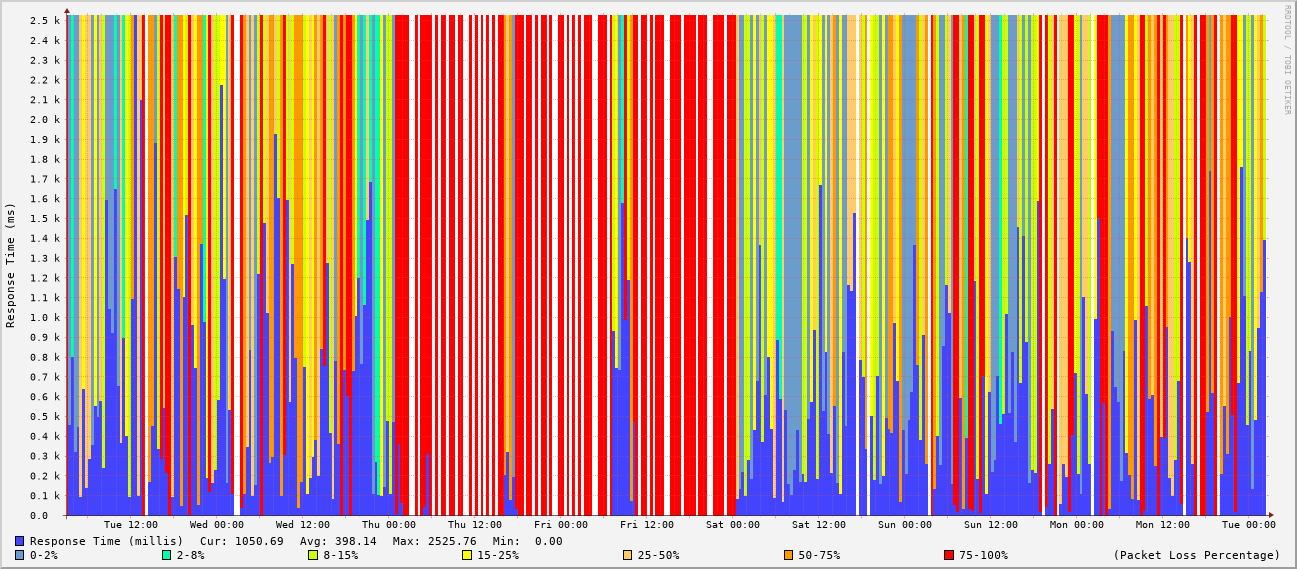 RRDTOOL / TOBI OETIKER
Response Time (ms)
2.5 k
2.4 k
2.3 k
2.2 k
2.1 k
2.0 k
1.9 k
1.8 k
1.7 k
1.6 k
1.5 k
1.4 k
1.3 k
1.2 k
1.1 k
1.0 k
0.9 k
0.8 k
0.7 k
0.6 k
0.5 k
0.4 k
0.3 k
0.2 k
0.1 k
0.0
Tue 12:00 Wed 00:00 Wed 12:00 Thu 00:00 Thu 12:00 Fri 00:00 Fri 12:00 Sat 00:00 Sat 12:00 Sun 00:00 Sun 12:00 Mon 00:00 Mon 12:00 Tue 00:00
Response Time (millis) Cur: 1050.69 Avg: 398.14 Max: 2525.76 Min: 0.00
0-2% 2-8% 8-15% 15-25% 25-50% 50-75% 75-100% (Packet Loss Percentage)